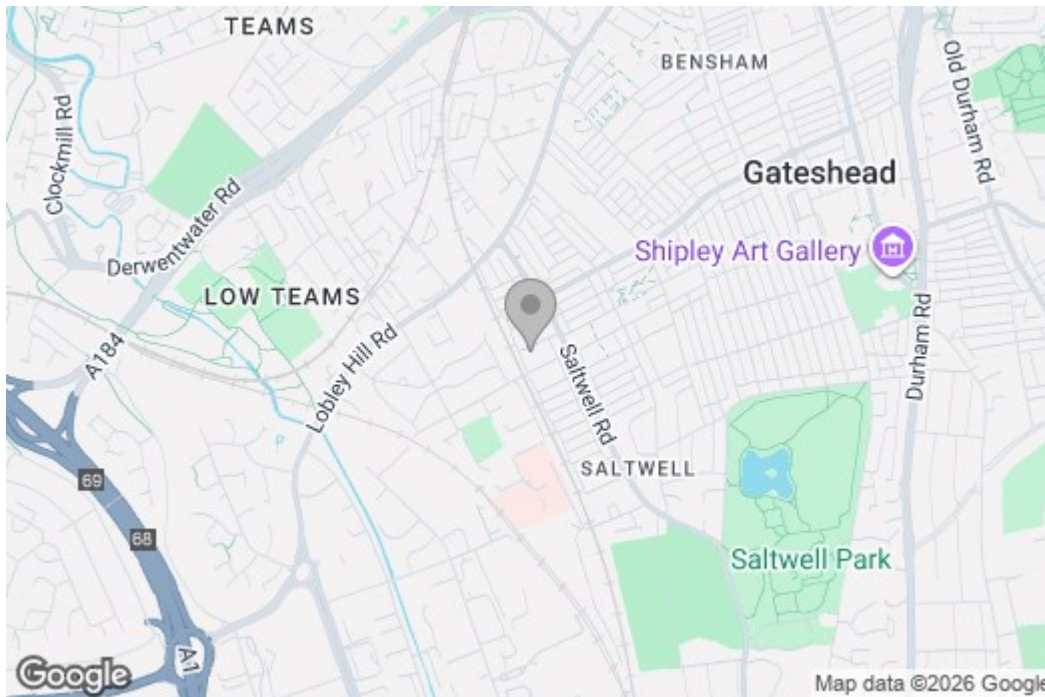 TEAMS
BENSHAM
Old Durham Rd
Clockmill Rd
Gateshead
Derwentwater Rd
Shipley Art Gallery
LOW TEAMS
Durham Rd
A184
Lobley Hill Rd
Saltwell Rd
SALTWELL
69
68
Saltwell Park
A1
Google
Map data ©2026 Google